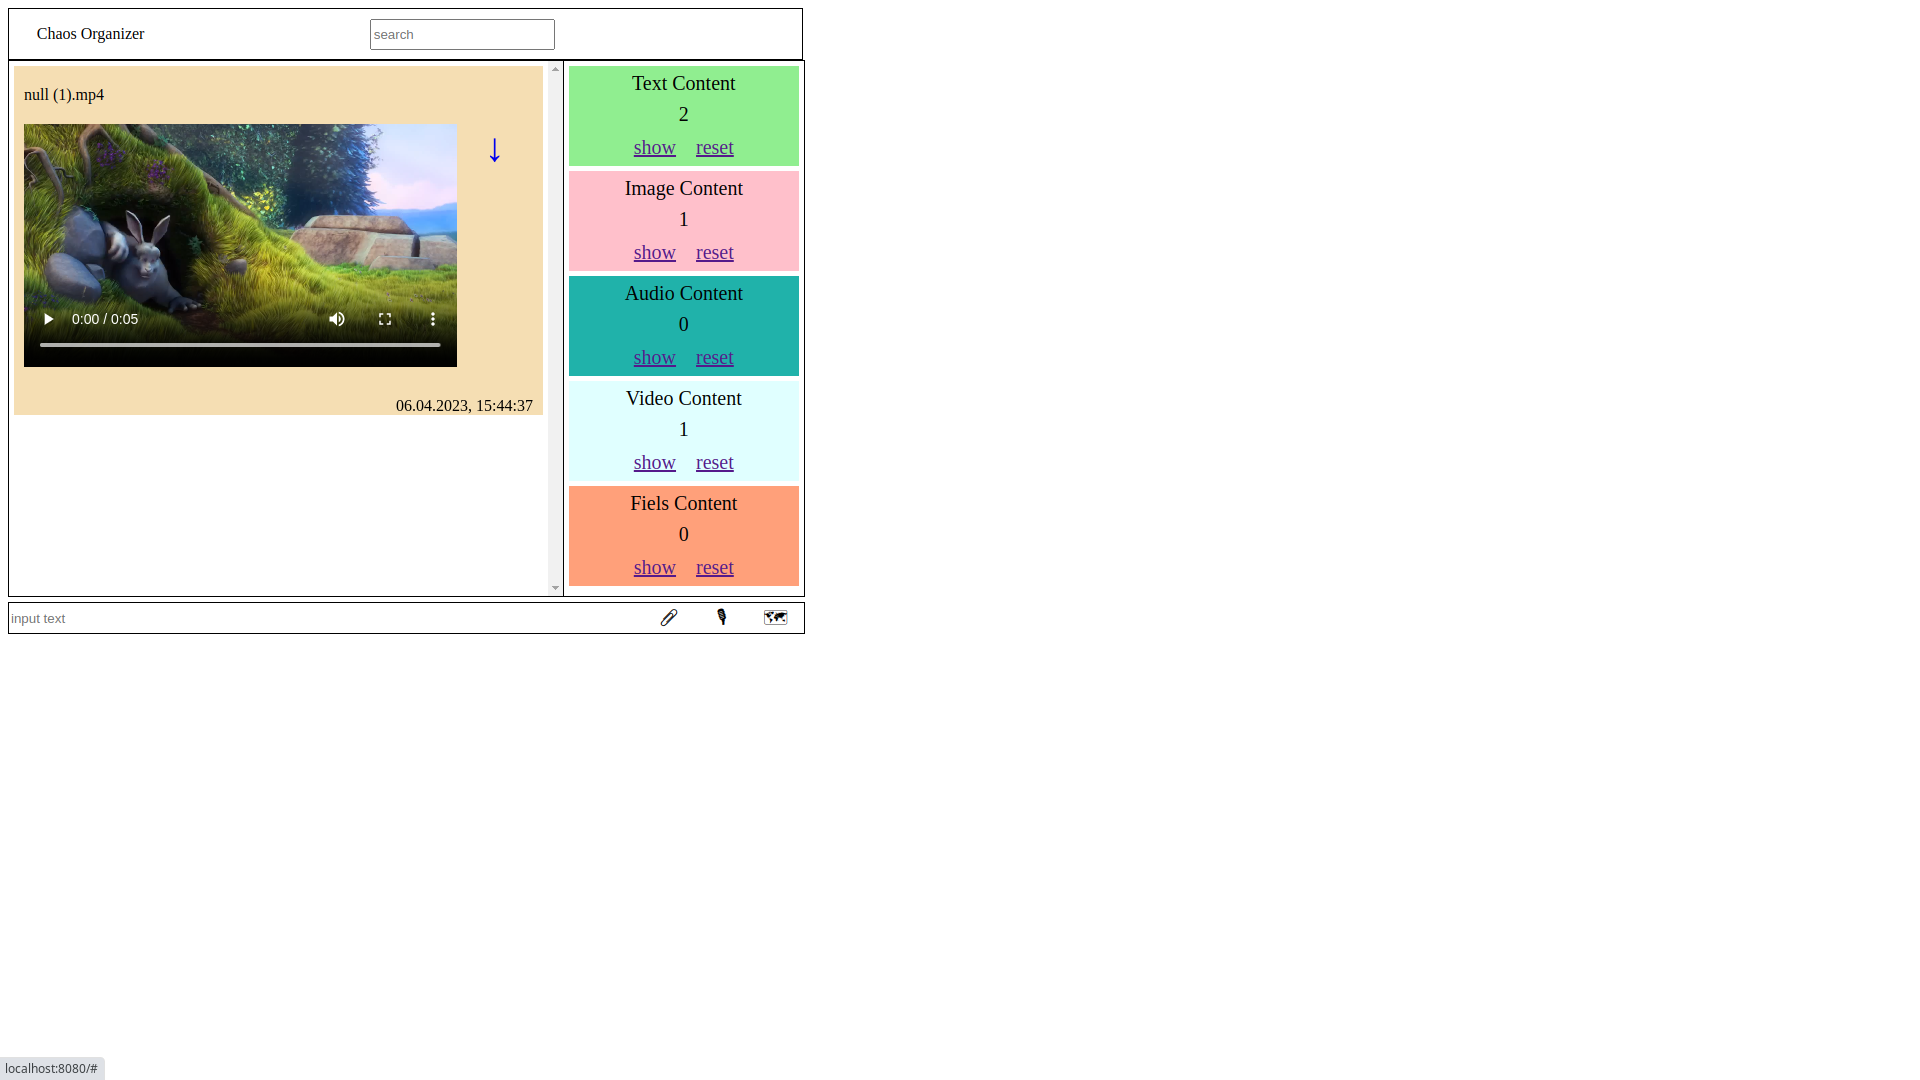 Chaos Organizer
search
null (1).mp4
↓
0:00 / 0:05
06.04.2023, 15:44:37
Text Content
2
show reset
Image Content
1
show reset
Audio Content
0
show reset
Video Content
1
show reset
Fiels Content
0
show reset
input text
localhost:8080/#